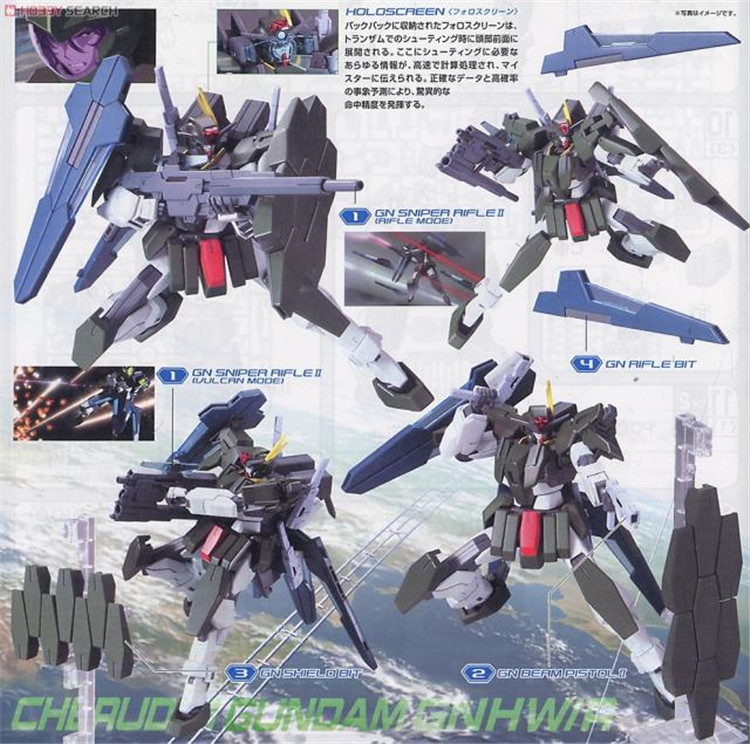 HOBBY SEARCH
HOLOSCREEN〈フォロスクリーン〉
バックパックに収納されたフォロスクリーンは、
トランザムでのシューティング時に頭部前面に
展開される。ここにシューティングに必要な
あらゆる情報が、高速で計算処理され、マイ
スターに伝えられる。正確なデータと高確率
の事象予測により、驚異的な
命中精度を発揮する。
※写真はイメージです。
1 GN SNIPER RIFLE II
(RIFLE MODE)
4 GN RIFLE BIT
1 GN SNIPER RIFLE II
(VULCAN MODE)
3 GN SHIELD BIT
2 GN BEAM PISTOL II
GUNDAM GNHW/R